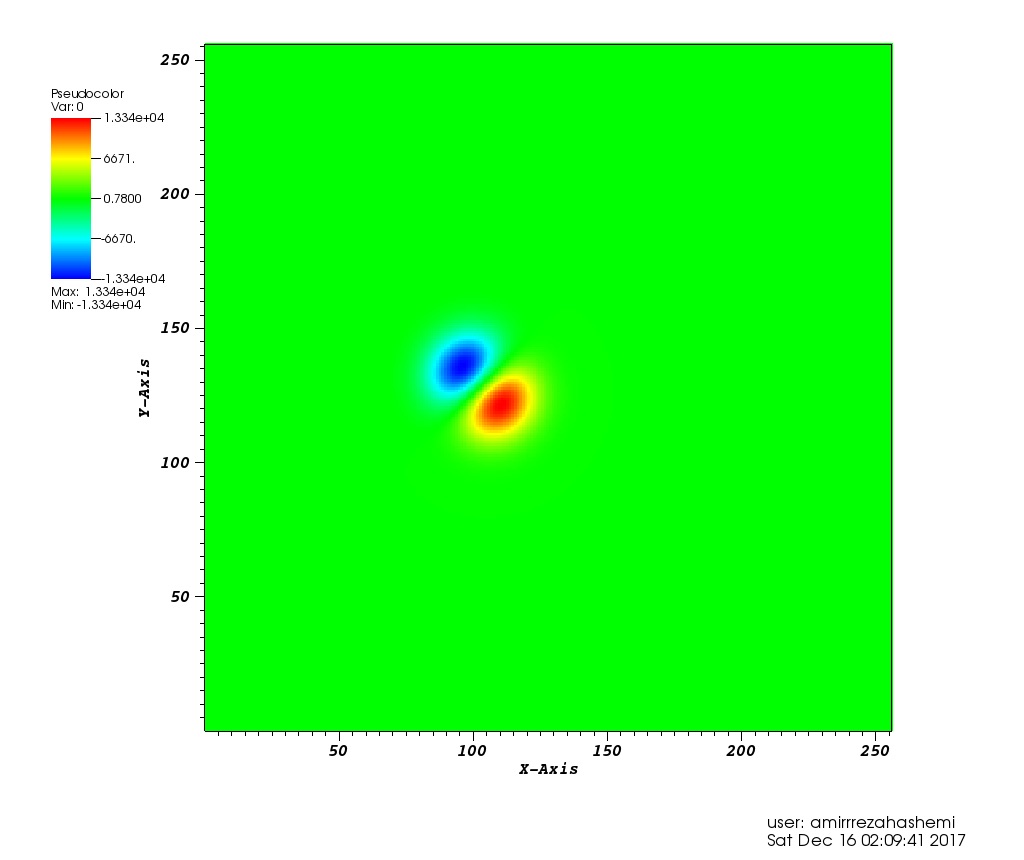 Pseudocolor
Var: 0
1.334e+04
6671.
0.7800
-6670.
-1.334e+04
Max: 1.334e+04
Min: -1.334e+04
250
200
150
100
50
Y-Axis
50 100 150 200 250
X-Axis
user: amirrrezahashemi
Sat Dec 16 02:09:41 2017